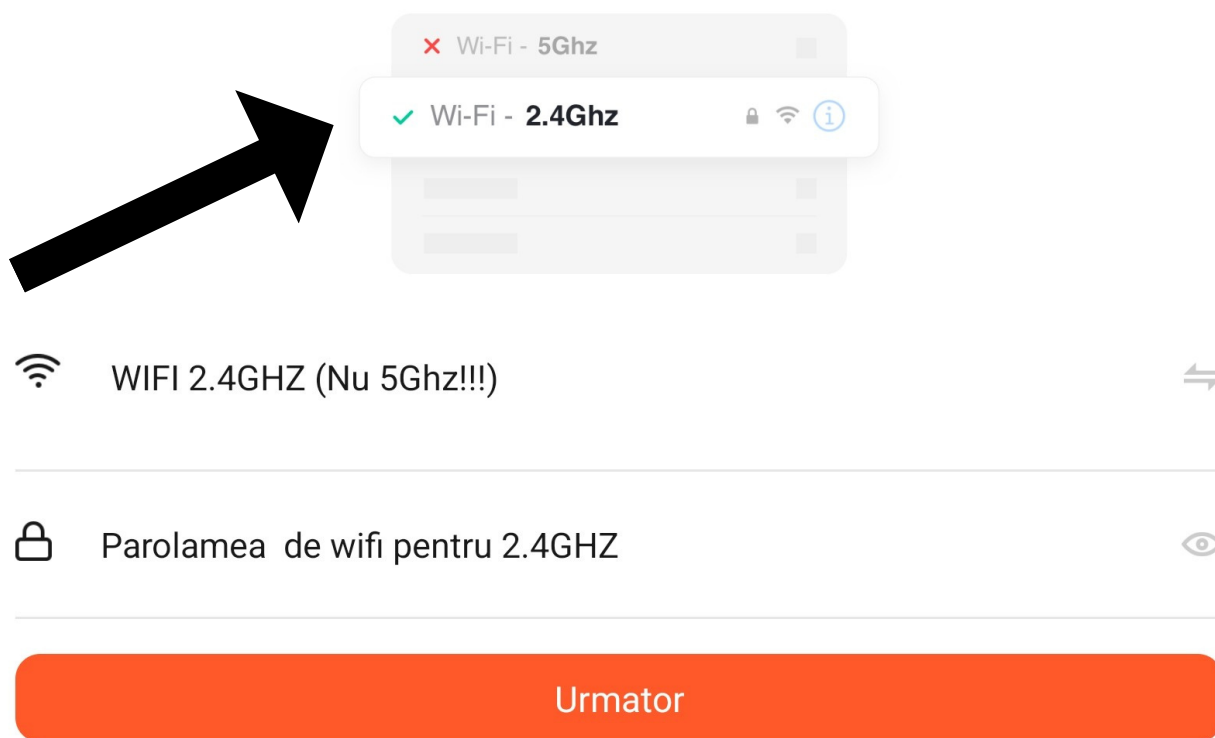 Wi-Fi - 5Ghz
Wi-Fi - 2.4Ghz
WIFI 2.4GHZ (Nu 5Ghz!!!)
Parolamea  de wifi pentru 2.4GHZ
Urmator